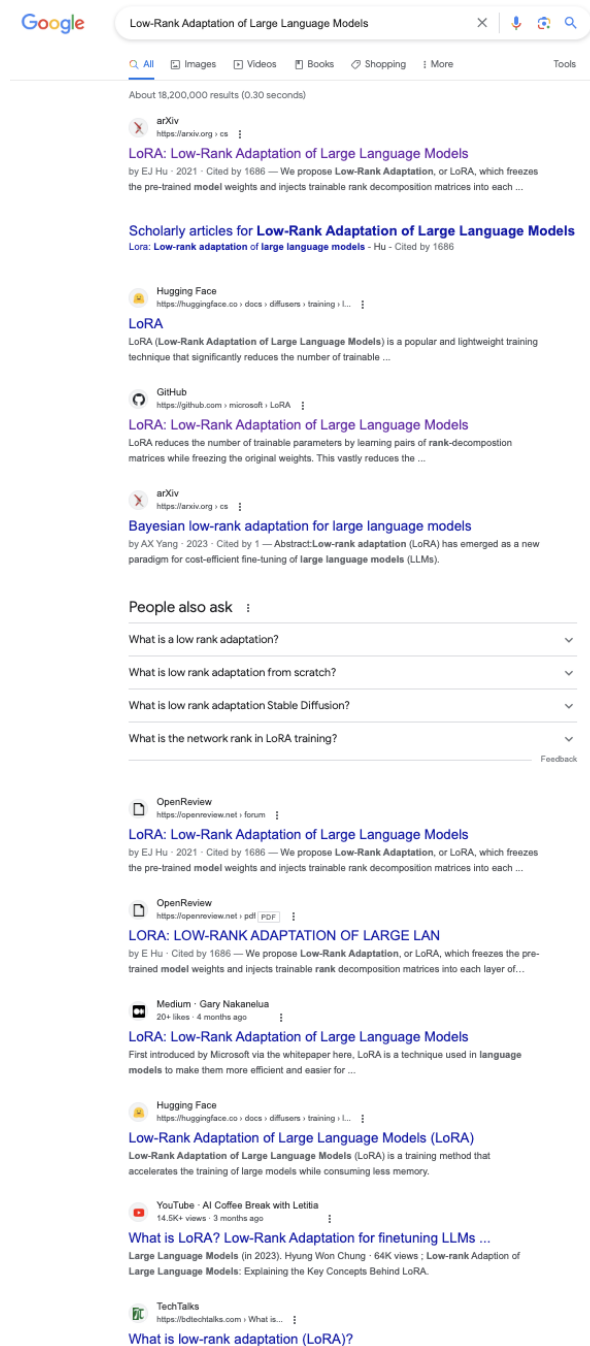 Google
Low-Rank Adaptation of Large Language Models
All Images Videos Books Shopping More Tools
About 18,200,000 results (0.30 seconds)
arXiv
https://arxiv.org › cs
LoRA: Low-Rank Adaptation of Large Language Models
by EJ Hu · 2021 · Cited by 1686 — We propose Low-Rank Adaptation, or LoRA, which freezes
the pre-trained model weights and injects trainable rank decomposition matrices into each ...
Scholarly articles for Low-Rank Adaptation of Large Language Models
Lora: Low-rank adaptation of large language models - Hu - Cited by 1686
Hugging Face
https://huggingface.co › docs › diffusers › training › l...
LoRA
LoRA (Low-Rank Adaptation of Large Language Models) is a popular and lightweight training
technique that significantly reduces the number of trainable ...
GitHub
https://github.com › microsoft › LoRA
LoRA: Low-Rank Adaptation of Large Language Models
LoRA reduces the number of trainable parameters by learning pairs of rank-decompostion
matrices while freezing the original weights. This vastly reduces the ...
arXiv
https://arxiv.org › cs
Bayesian low-rank adaptation for large language models
by AX Yang · 2023 · Cited by 1 — Abstract:Low-rank adaptation (LoRA) has emerged as a new
paradigm for cost-efficient fine-tuning of large language models (LLMs).
People also ask
What is a low rank adaptation?
What is low rank adaptation from scratch?
What is low rank adaptation Stable Diffusion?
What is the network rank in LoRA training?
Feedback
OpenReview
https://openreview.net › forum
LoRA: Low-Rank Adaptation of Large Language Models
by EJ Hu · 2021 · Cited by 1686 — We propose Low-Rank Adaptation, or LoRA, which freezes
the pre-trained model weights and injects trainable rank decomposition matrices into each ...
OpenReview
https://openreview.net › pdf PDF
LORA: LOW-RANK ADAPTATION OF LARGE LAN
by E Hu · Cited by 1686 — We propose Low-Rank Adaptation, or LoRA, which freezes the pre-
trained model weights and injects trainable rank decomposition matrices into each layer of...
Medium · Gary Nakanelua
20+ likes · 4 months ago
LoRA: Low-Rank Adaptation of Large Language Models
First introduced by Microsoft via the whitepaper here, LoRA is a technique used in language
models to make them more efficient and easier for ...
Hugging Face
https://huggingface.co › docs › diffusers › training › l...
Low-Rank Adaptation of Large Language Models (LoRA)
Low-Rank Adaptation of Large Language Models (LoRA) is a training method that
accelerates the training of large models while consuming less memory.
YouTube · AI Coffee Break with Letitia
14.5K+ views · 3 months ago
What is LoRA? Low-Rank Adaptation for finetuning LLMs ...
Large Language Models (in 2023). Hyung Won Chung · 64K views ; Low-rank Adaption of
Large Language Models: Explaining the Key Concepts Behind LoRA.
TechTalks
https://bdtechtalks.com › What is...
What is low-rank adaptation (LoRA)?